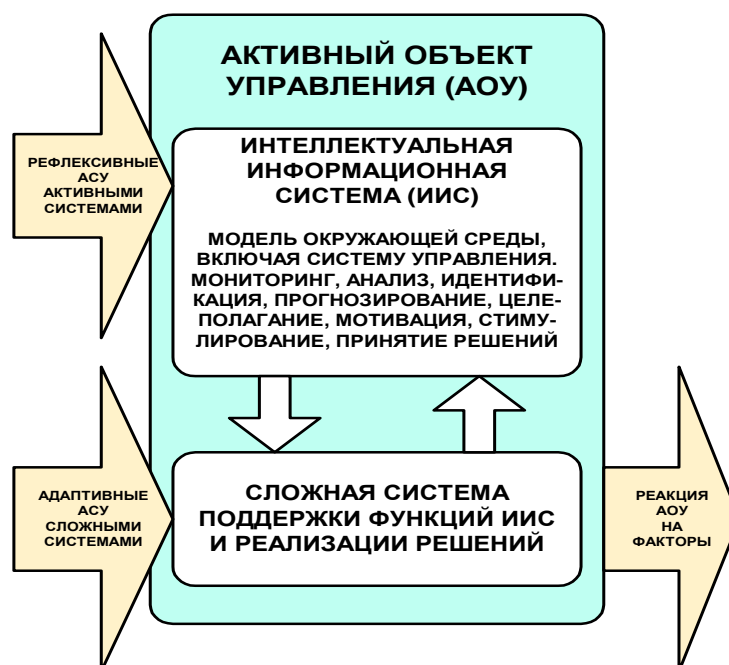 АКТИВНЫЙ ОБЪЕКТ
УПРАВЛЕНИЯ (АОУ)
РЕФЛЕКСИВНЫЕ
АСУ
АКТИВНЫМИ
СИСТЕМАМИ
ИНТЕЛЛЕКТУАЛЬНАЯ
ИНФОРМАЦИОННАЯ
СИСТЕМА (ИИС)
МОДЕЛЬ ОКРУЖАЮЩЕЙ СРЕДЫ,
ВКЛЮЧАЯ СИСТЕМУ УПРАВЛЕНИЯ.
МОНИТОРИНГ, АНАЛИЗ, ИДЕНТИФИ-
КАЦИЯ, ПРОГНОЗИРОВАНИЕ, ЦЕЛЕ-
ПОЛАГАНИЕ, МОТИВАЦИЯ, СТИМУ-
ЛИРОВАНИЕ, ПРИНЯТИЕ РЕШЕНИЙ
АДАПТИВНЫЕ
АСУ
СЛОЖНЫМИ
СИСТЕМАМИ
СЛОЖНАЯ СИСТЕМА
ПОДДЕРЖКИ ФУНКЦИЙ ИИС
И РЕАЛИЗАЦИИ РЕШЕНИЙ
РЕАКЦИЯ
АОУ
НА
ФАКТОРЫ